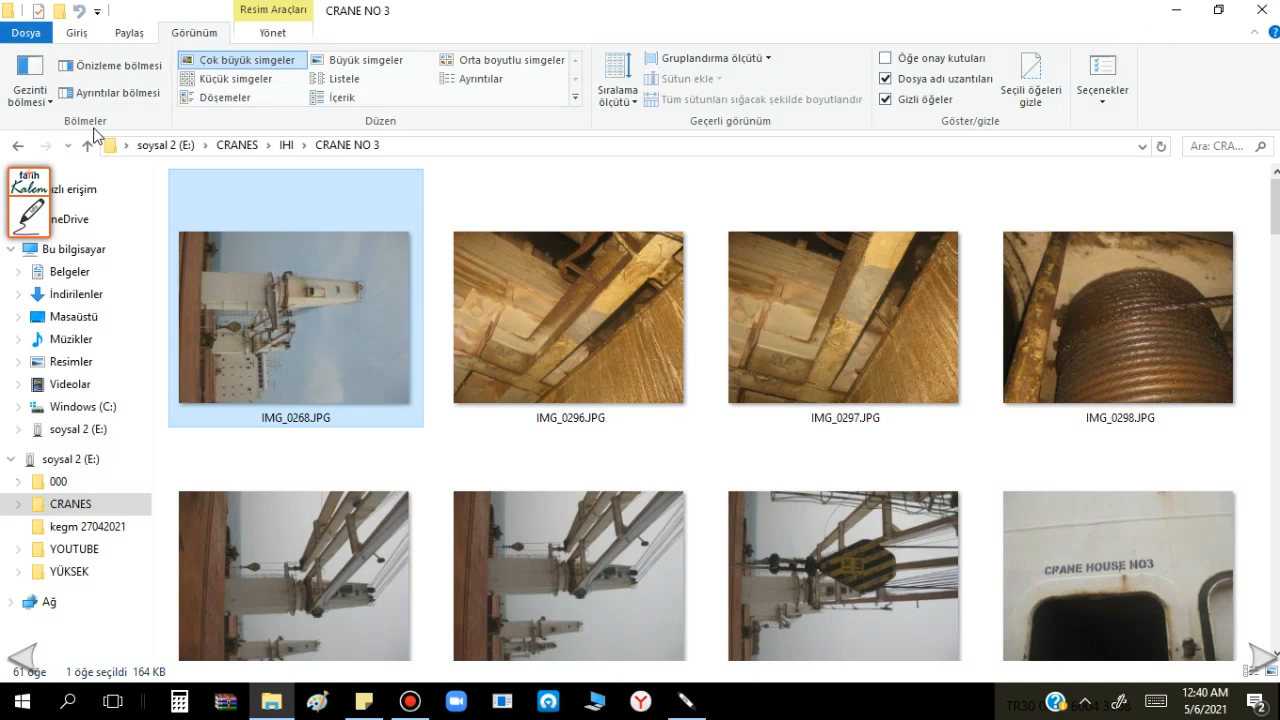 Resim Araçları
CRANE NO 3
Dosya
Giriş
Paylaş
Görünüm
Yönet
Gezinti bölmesi
Önizleme bölmesi
Ayrıntılar bölmesi
Bölmeler
Çok büyük simgeler
Büyük simgeler
Orta boyutlu simgeler
Küçük simgeler
Listele
Ayrıntılar
Döşemeler
İçerik
Düzen
Sıralama ölçütü
Gruplandırma ölçütü
Sütun ekle
Tüm sütunları sığacak şekilde boyutlandır
Geçerli görünüm
Öğe onay kutuları
Dosya adı uzantıları
Gizli öğeler
Seçili öğeleri gizle
Göster/gizle
Seçenekler
soysal 2 (E:) > CRANES > IHI > CRANE NO 3
Ara: CRA...
fatih
Kalem
ızlı erişim
neDrive
Bu bilgisayar
Belgeler
İndirilenler
Masaüstü
Müzikler
Resimler
Videolar
Windows (C:)
soysal 2 (E:)
soysal 2 (E:)
000
CRANES
kegm 27042021
YOUTUBE
YÜKSEK
Ağ
IMG_0268.JPG
IMG_0296.JPG
IMG_0297.JPG
IMG_0298.JPG
CRANE HOUSE NO3
61 öğe
1 öğe seçildi 164 KB
12:40 AM
5/6/2021
2